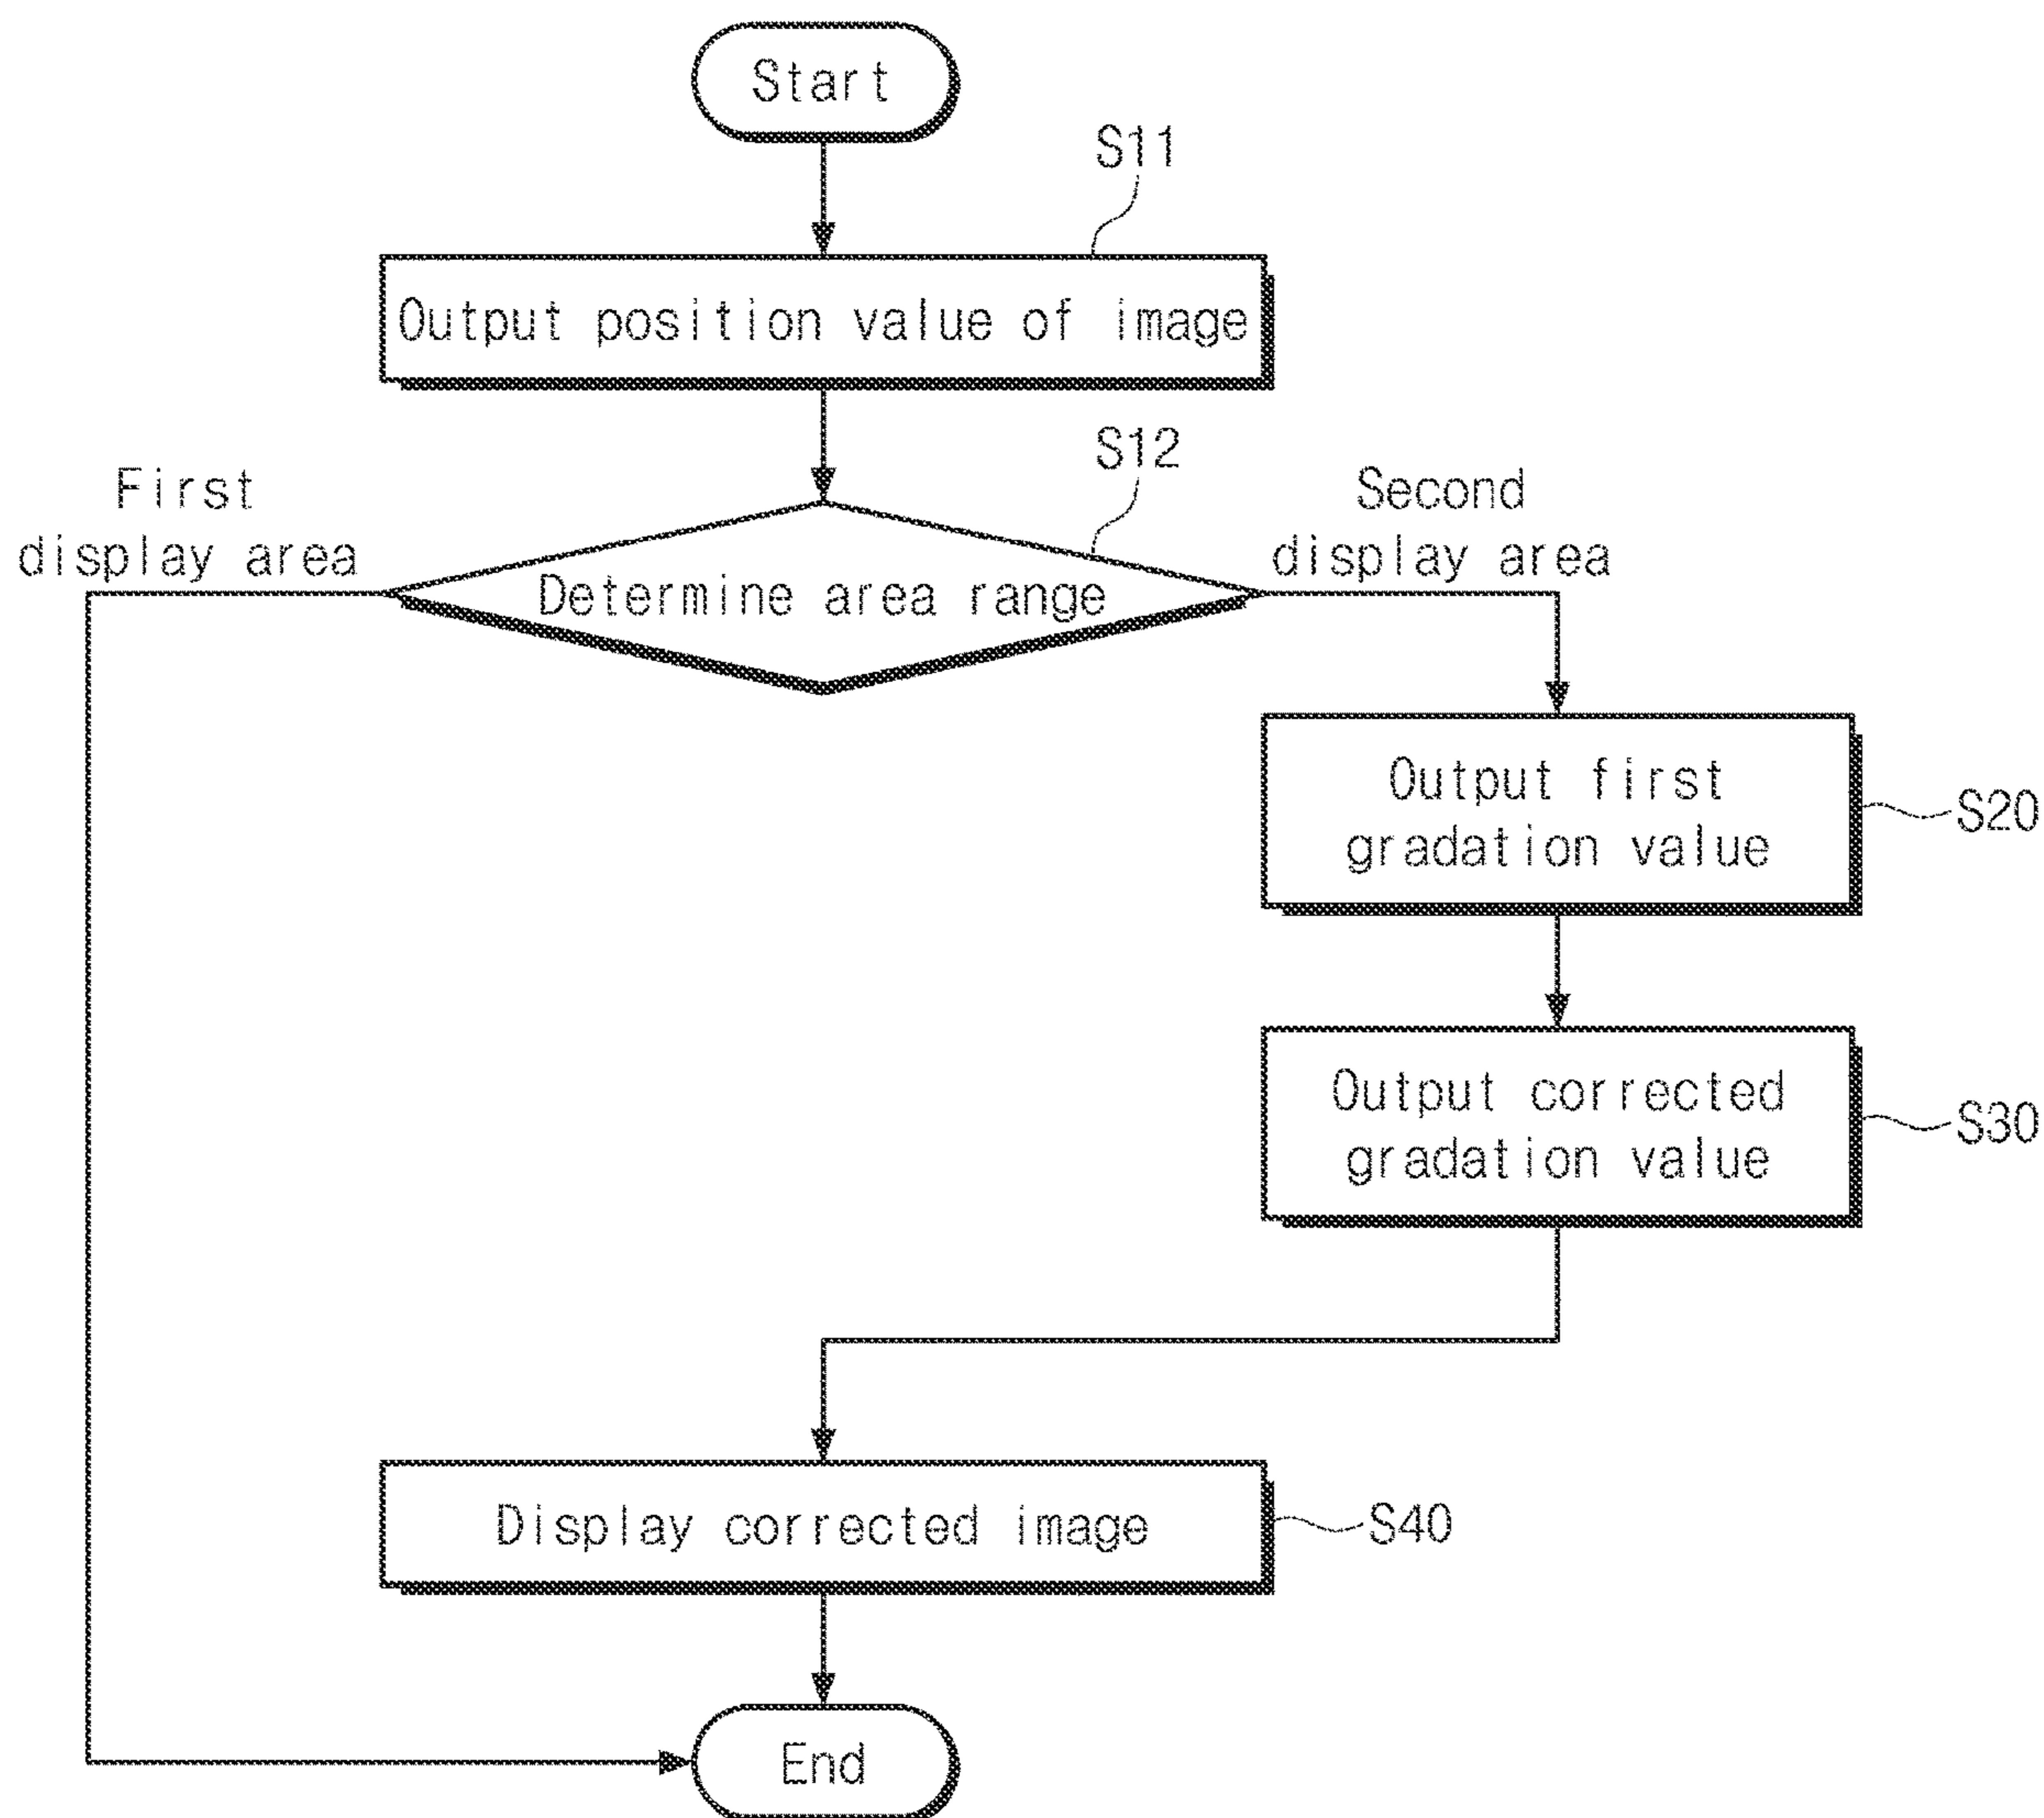 Start
S11
Output position value of image
S12
First
display area
Second
display area
Determine area range
Output first
gradation value
S20
Output corrected
gradation value
S30
Display corrected image
S40
End